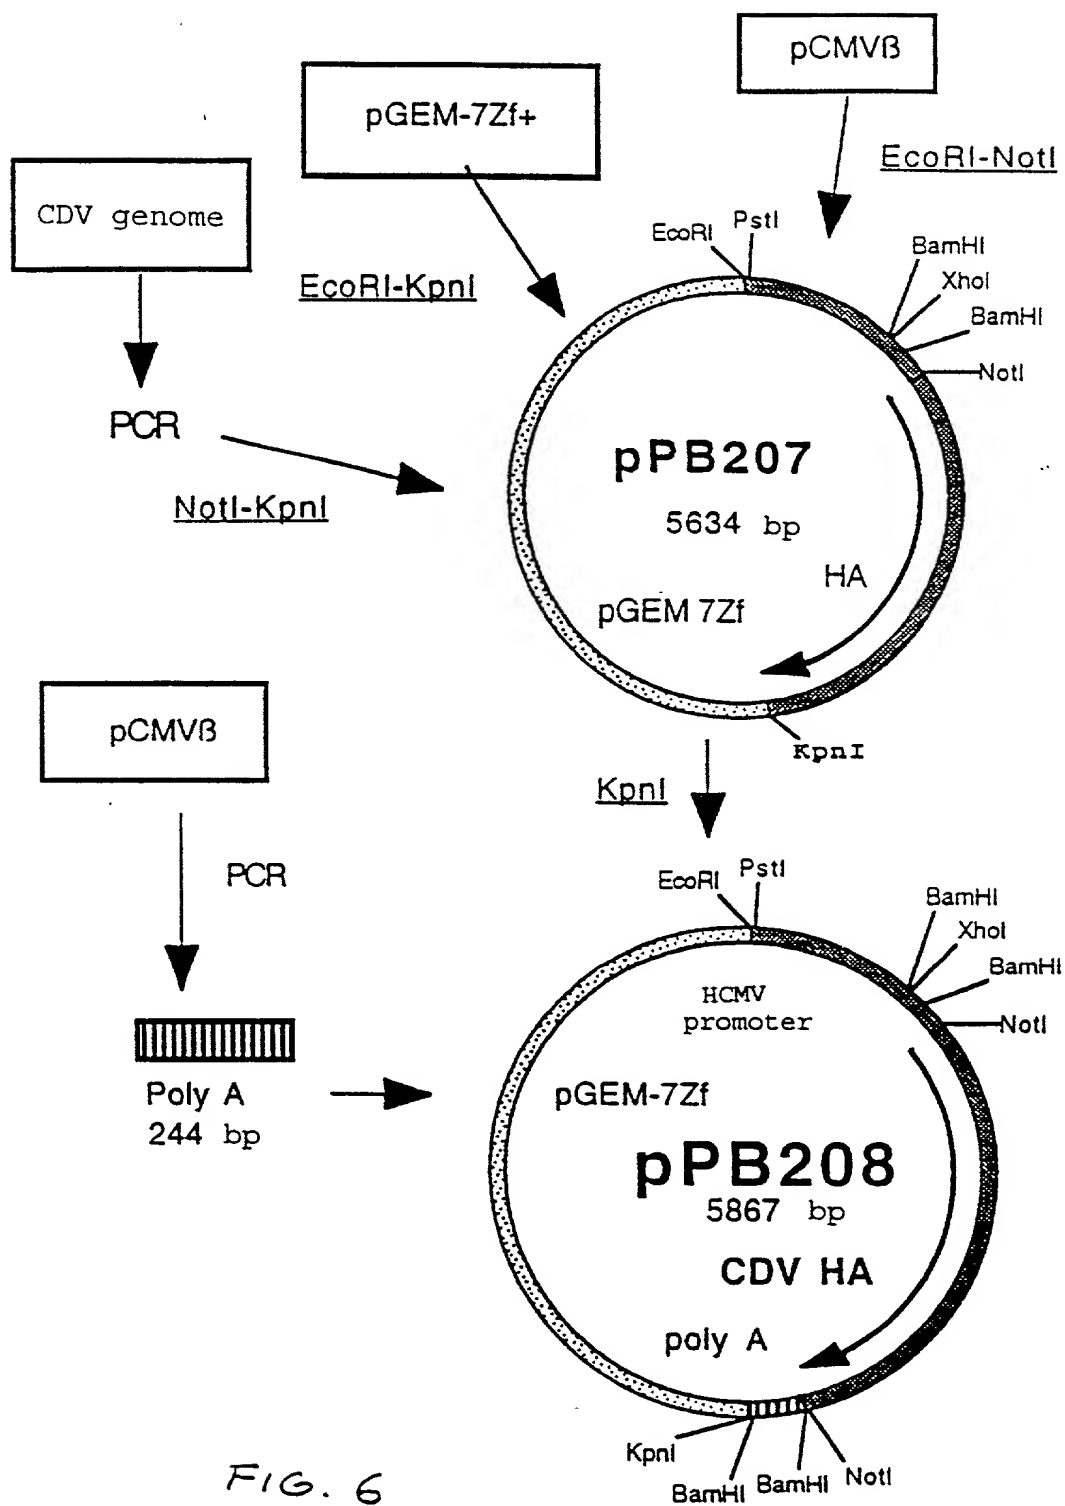 pCMVß
pGEM-7Zf+
EcoRI-NotI
CDV genome
EcoRI
PstI
BamHI
XhoI
BamHI
NotI
EcoRI-KpnI
PCR
NotI-KpnI
pPB207
5634 bp
HA
pGEM 7Zf
KpnI
pCMVß
KpnI
PCR
EcoRI
PstI
BamHI
XhoI
BamHI
NotI
HCMV
promoter
Poly A
244 bp
pGEM-7Zf
pPB208
5867 bp
CDV HA
poly A
KpnI
BamHI
BamHI
NotI
FIG. 6